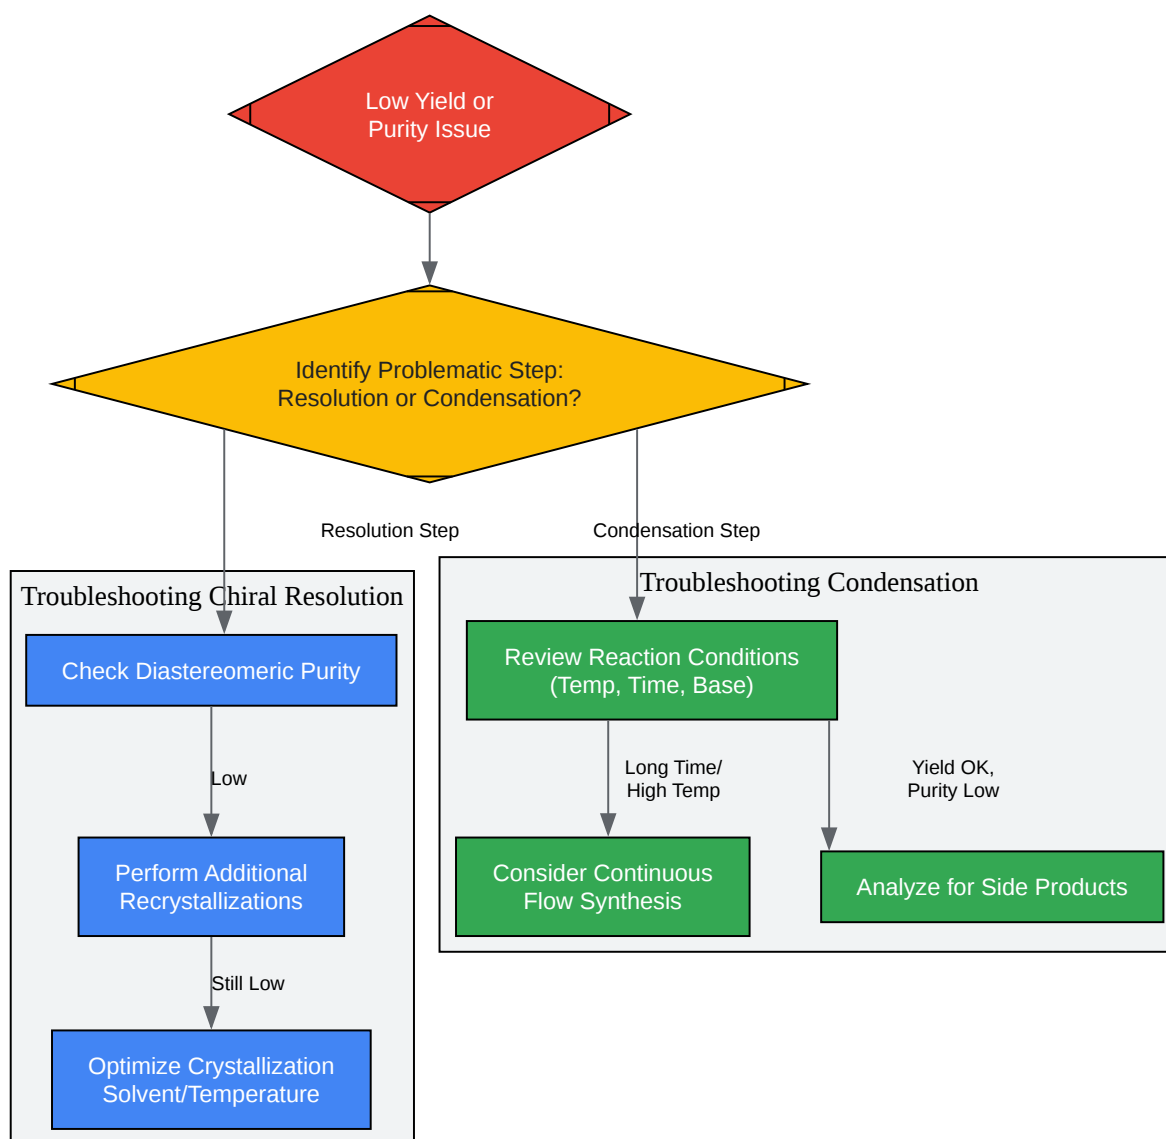 Low Yield or
Purity Issue
Identify Problematic Step:
Resolution or Condensation?
Resolution Step
Condensation Step
Troubleshooting Chiral Resolution
Check Diastereomeric Purity
Low
Perform Additional
Recrystallizations
Still Low
Optimize Crystallization
Solvent/Temperature
Troubleshooting Condensation
Review Reaction Conditions
(Temp, Time, Base)
Long Time/
High Temp
Yield OK,
Purity Low
Consider Continuous
Flow Synthesis
Analyze for Side Products